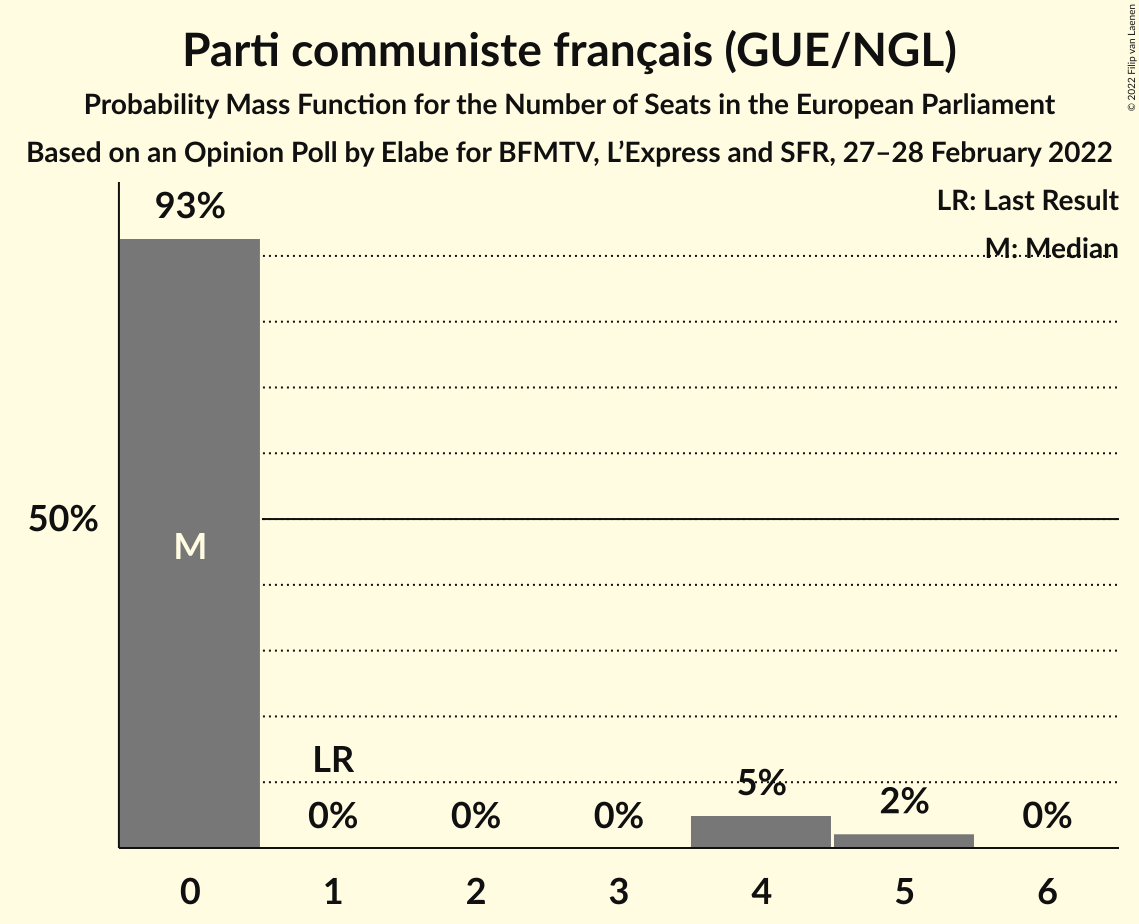 Parti communiste français (GUE/NGL)
Probability Mass Function for the Number of Seats in the European Parliament
Based on an Opinion Poll by Elabe for BFMTV, L’Express and SFR, 27–28 February 2022
© 2022 Filip van Laenen
LR: Last Result
M: Median
93%
50%
M
LR
0%
0%
0%
5%
2%
0%
0 1 2 3 4 5 6